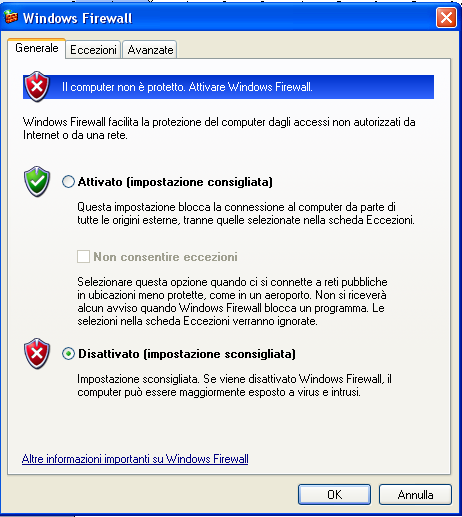 Windows Firewall
Generale
Eccezioni
Avanzate
Il computer non è protetto. Attivare Windows Firewall.
Windows Firewall facilita la protezione del computer dagli accessi non autorizzati da
Internet o da una rete.
Attivato (impostazione consigliata)
Questa impostazione blocca la connessione al computer da parte di
tutte le origini esterne, tranne quelle selezionate nella scheda Eccezioni.
Non consentire eccezioni
Selezionare questa opzione quando ci si connette a reti pubbliche
in ubicazioni meno protette, come in un aeroporto. Non si riceverà
alcun avviso quando Windows Firewall blocca un programma. Le
selezioni nella scheda Eccezioni verranno ignorate.
Disattivato (impostazione sconsigliata)
Impostazione sconsigliata. Se viene disattivato Windows Firewall, il
computer può essere maggiormente esposto a virus e intrusi.
Altre informazioni importanti su Windows Firewall
OK
Annulla